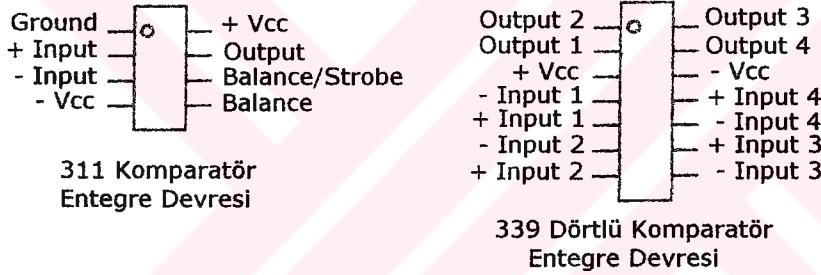 Ground
+ Input
- Input
- Vcc
+ Vcc
Output
Balance/Strobe
Balance
311 Komparatör
Entegre Devresi
Output 2
Output 1
+ Vcc
- Input 1
+ Input 1
- Input 2
+ Input 2
Output 3
Output 4
- Vcc
+ Input 4
- Input 4
+ Input 3
- Input 3
339 Dörtlü Komparatör
Entegre Devresi